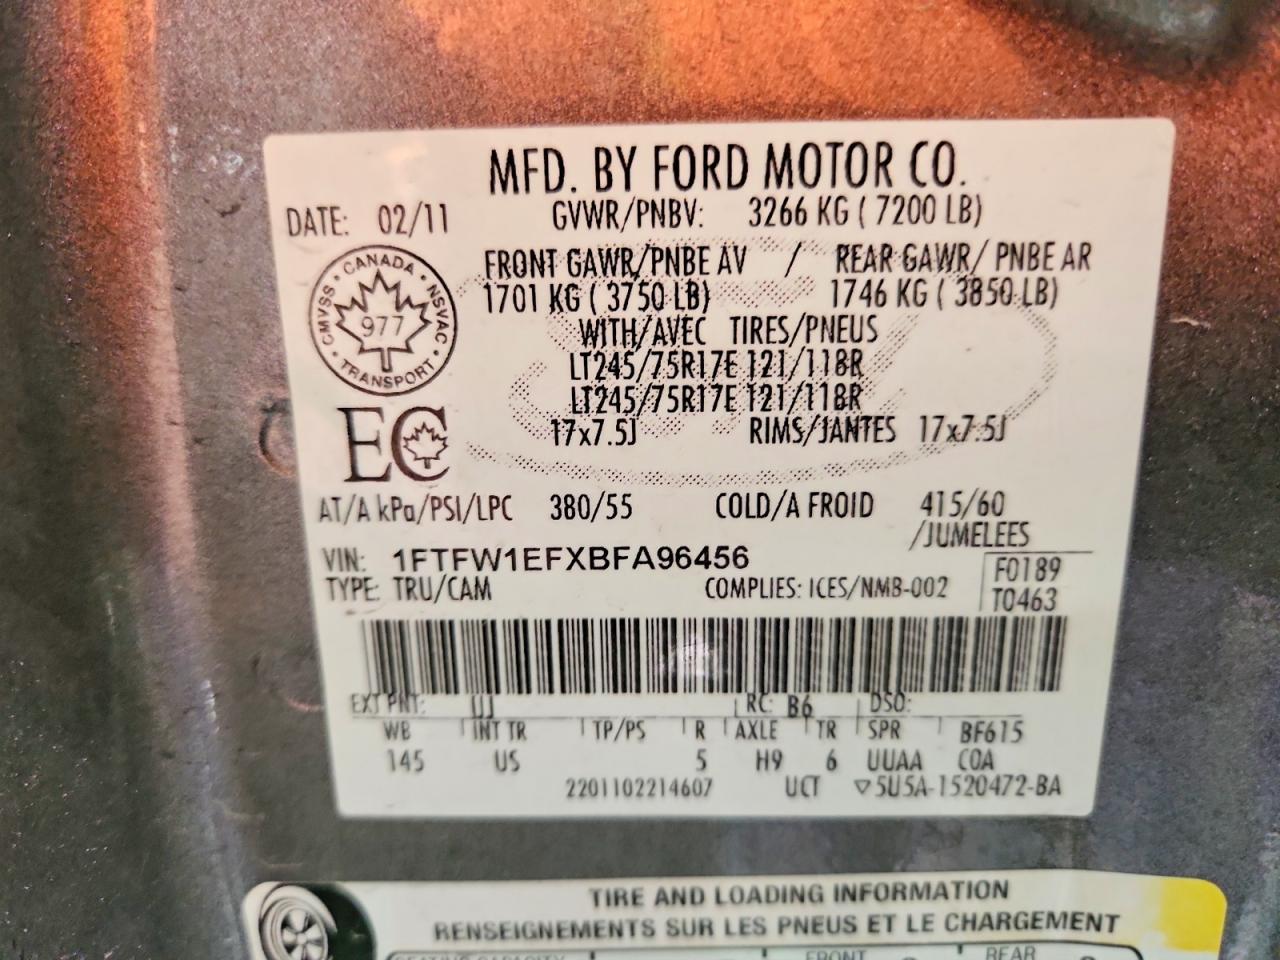 MFD. BY FORD MOTOR CO.
DATE: 02/11 GVWR/PNBV: 3266 KG ( 7200 LB)
FRONT GAWR/PNBE AV / REAR GAWR/ PNBE AR
1701 KG ( 3750 LB) 1746 KG ( 3850 LB)
WITH/AVEC TIRES/PNEUS
LT245/75R17E 121/118R
LT245/75R17E 121/118R
17x7.5J RIMS/JANTES 17x7.5J
CANADA · NSVAC · TRANSPORT · CMVSS ·
977
EC
AT/A kPa/PSI/LPC 380/55 COLD/A FROID 415/60
/JUMELEES
VIN: 1FTFW1EFXBFA96456
TYPE: TRU/CAM COMPLIES: ICES/NMB-002
F0189
T0463
EXT PNT: UJ RC: B6 DSO:
WB INT TR TP/PS R AXLE TR SPR BF615
145 US 5 H9 6 UUAA COA
2201102214607 UCT ▽5U5A-1520472-BA
TIRE AND LOADING INFORMATION
RENSEIGNEMENTS SUR LES PNEUS ET LE CHARGEMENT
FRONT REAR